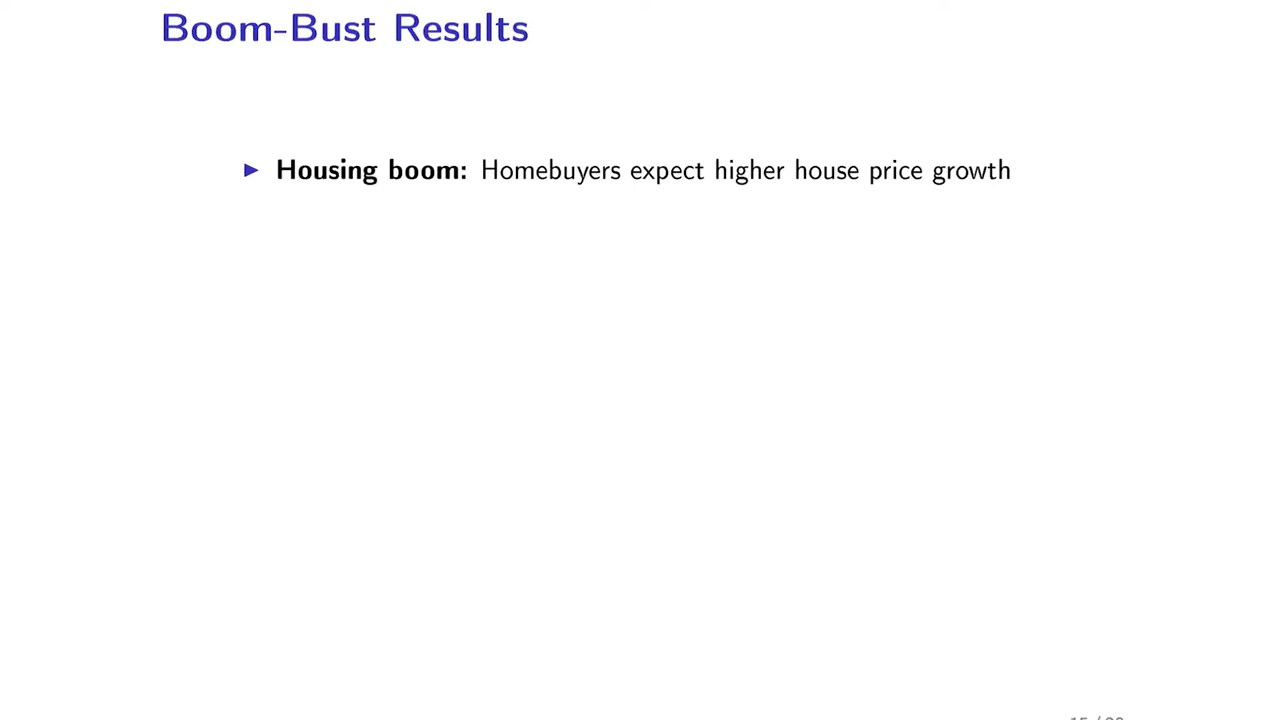 Boom-Bust Results
▶ Housing boom: Homebuyers expect higher house price growth